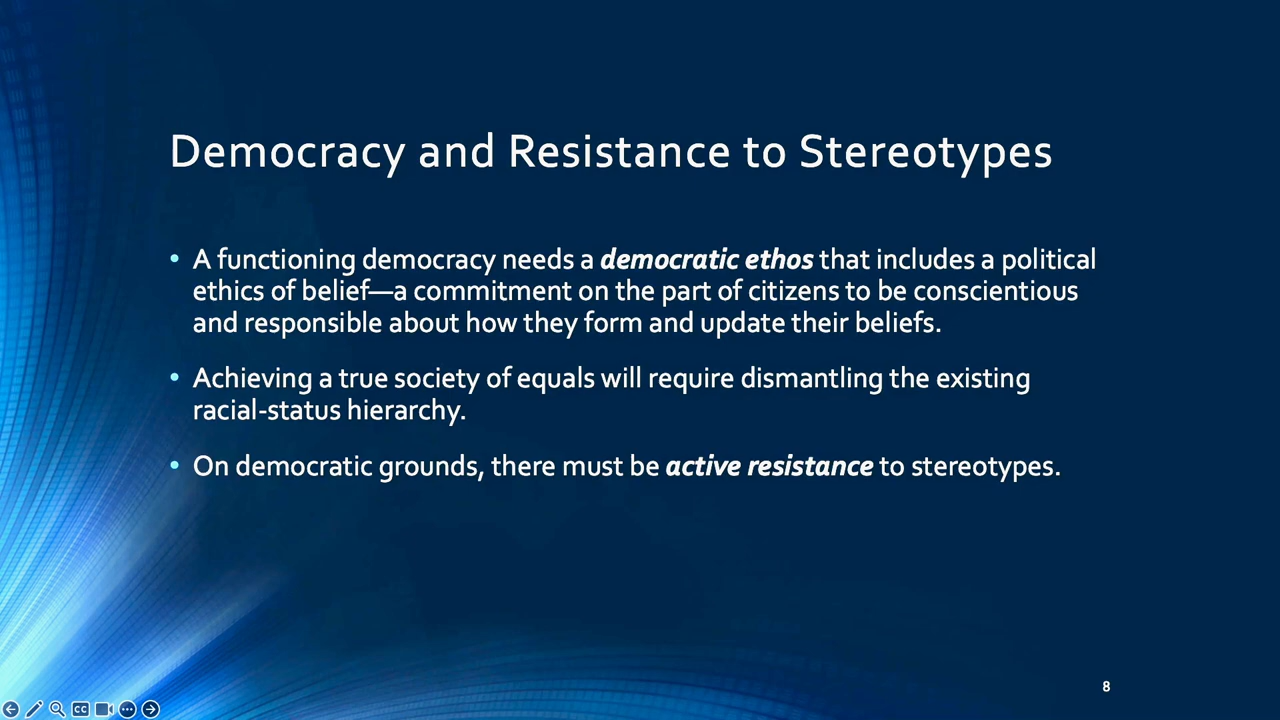 Democracy and Resistance to Stereotypes
• A functioning democracy needs a democratic ethos that includes a political
ethics of belief—a commitment on the part of citizens to be conscientious
and responsible about how they form and update their beliefs.
• Achieving a true society of equals will require dismantling the existing
racial-status hierarchy.
• On democratic grounds, there must be active resistance to stereotypes.
8
CC